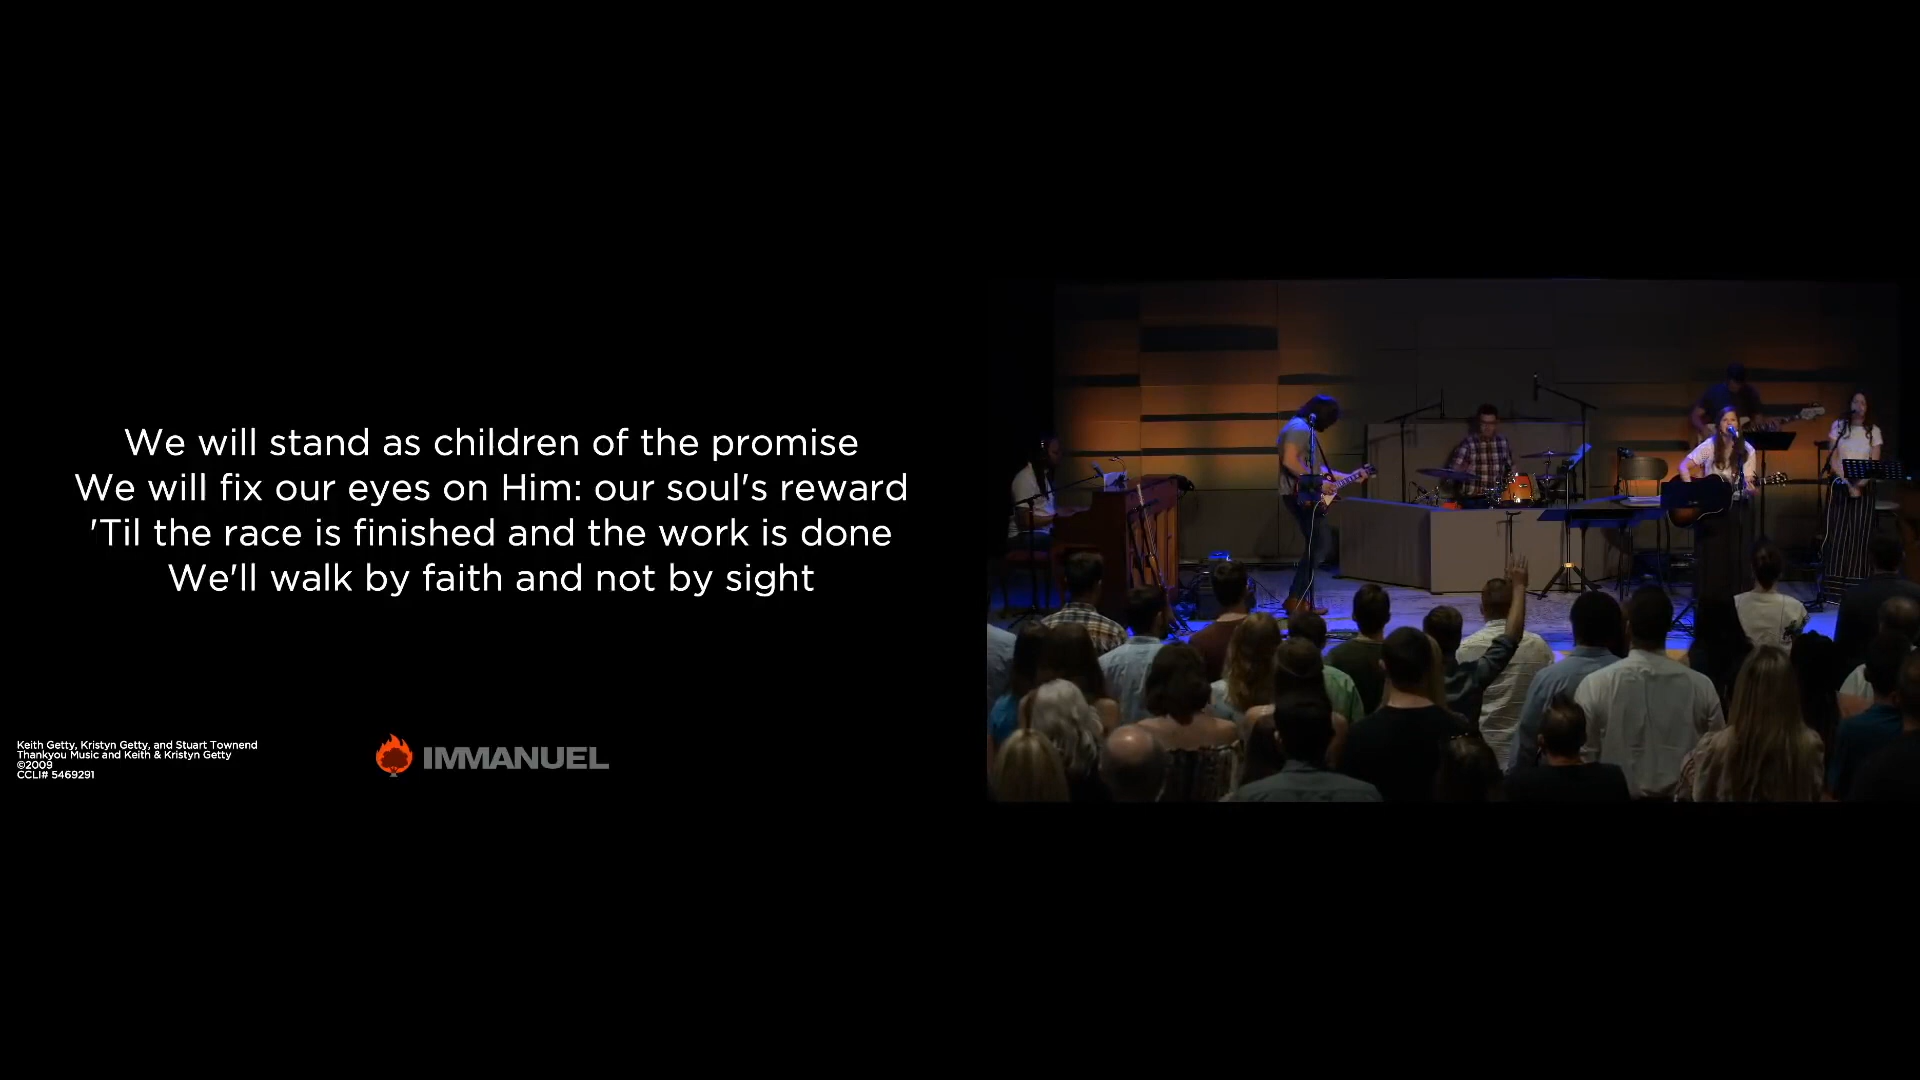 We will stand as children of the promise
We will fix our eyes on Him: our soul's reward
'Til the race is finished and the work is done
We'll walk by faith and not by sight
Keith Getty, Kristyn Getty, and Stuart Townend
Thankyou Music and Keith & Kristyn Getty
©2009
CCLI# 5469291
IMMANUEL